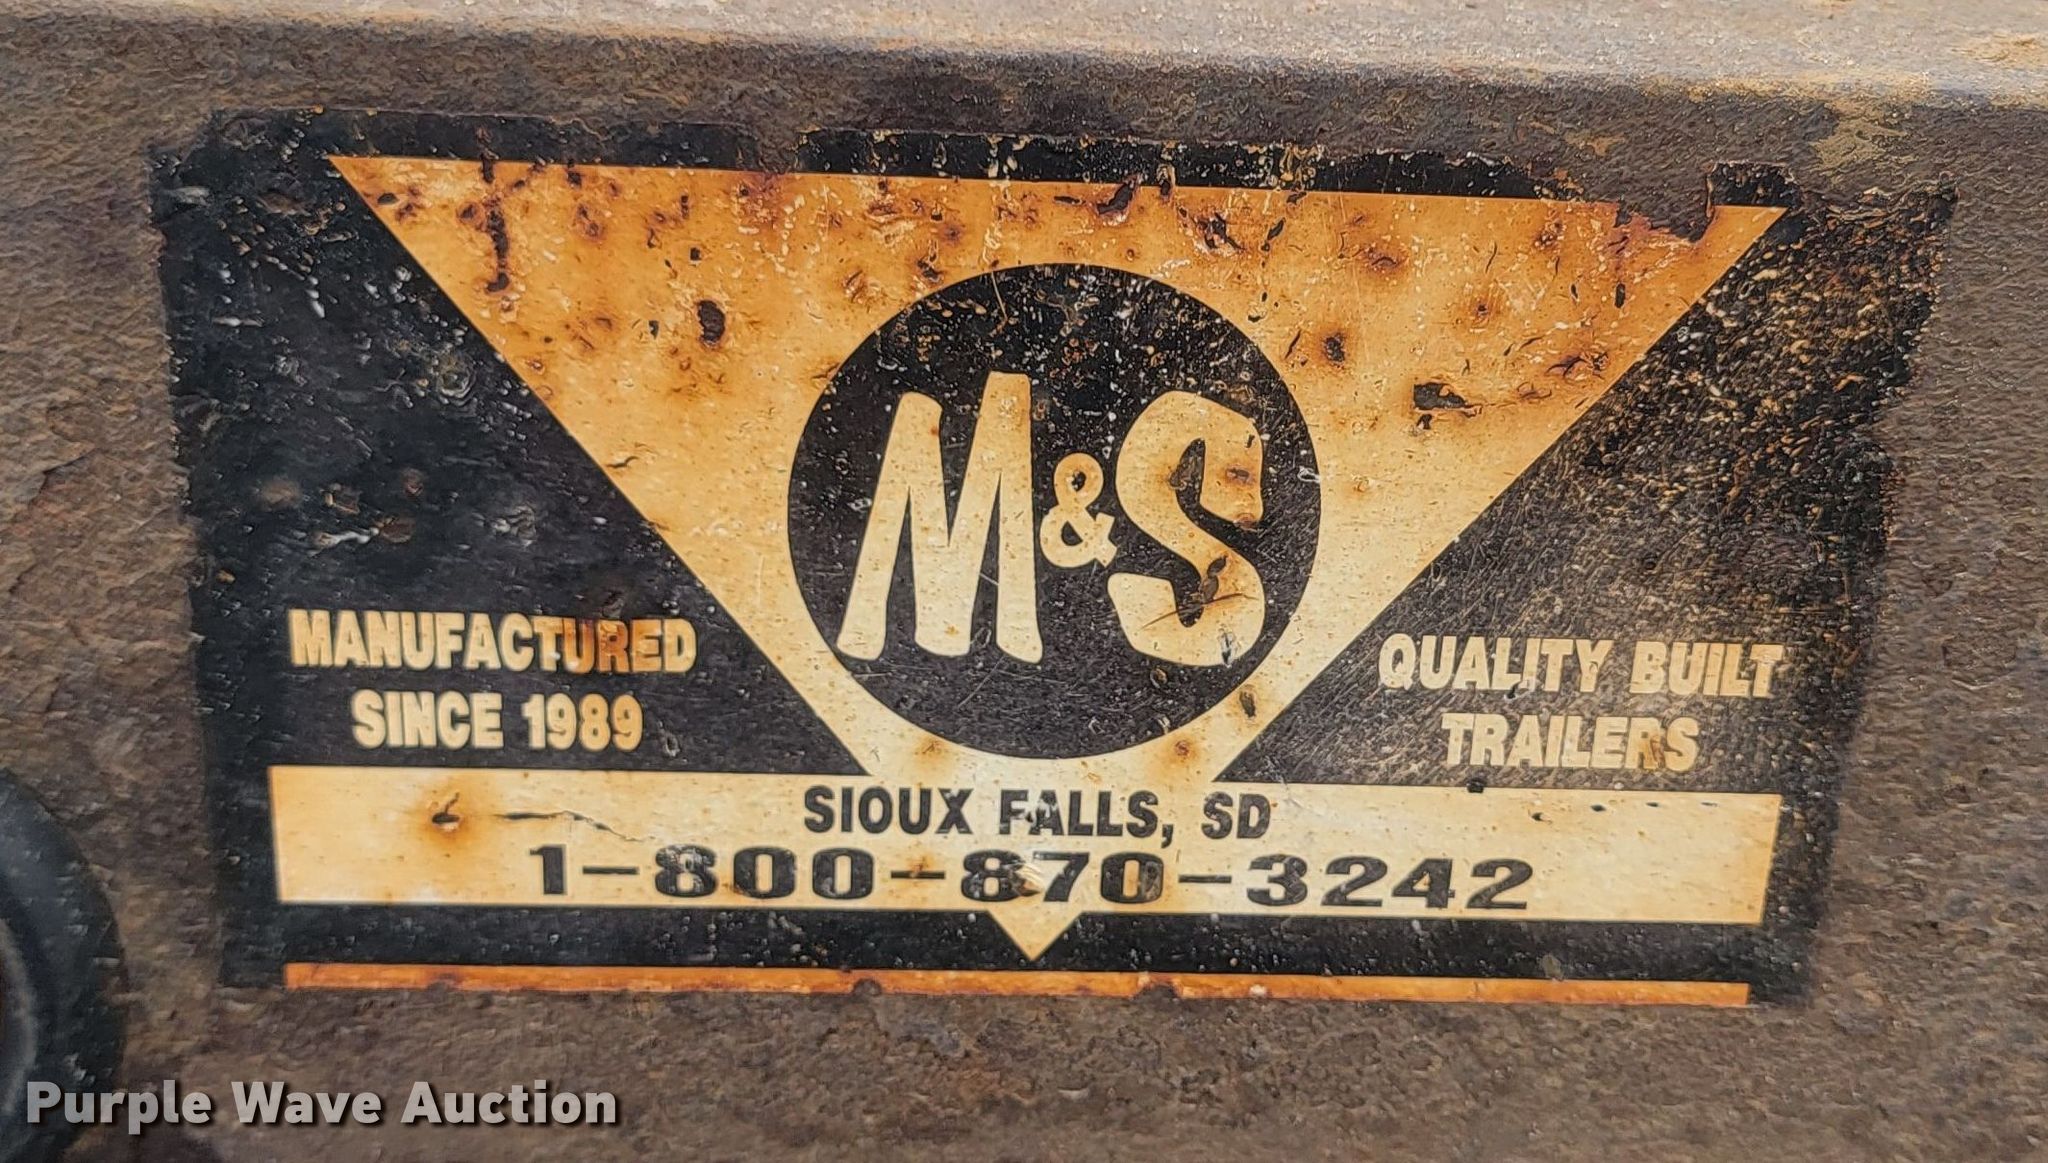 M&S
MANUFACTURED
SINCE 1989
QUALITY BUILT
TRAILERS
SIOUX FALLS, SD
1-800-870-3242
Purple Wave Auction